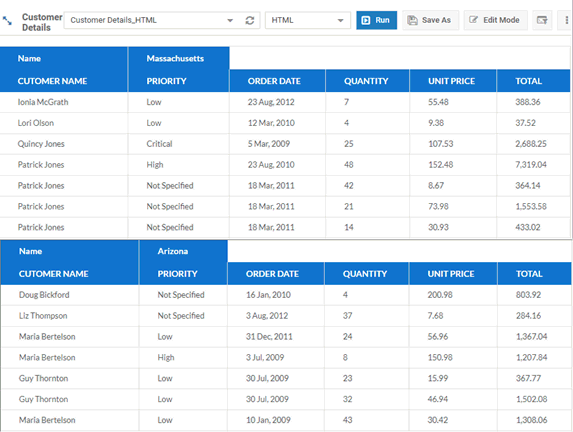 Customer Details Customer Details_HTML HTML Run Save As Edit Mode
Name Massachusetts
CUTOMER NAME PRIORITY ORDER DATE QUANTITY UNIT PRICE TOTAL
Ionia McGrath Low 23 Aug, 2012 7 55.48 388.36
Lori Olson Low 12 Mar, 2010 4 9.38 37.52
Quincy Jones Critical 5 Mar, 2009 25 107.53 2,688.25
Patrick Jones High 23 Aug, 2010 48 152.48 7,319.04
Patrick Jones Not Specified 18 Mar, 2011 42 8.67 364.14
Patrick Jones Not Specified 18 Mar, 2011 21 73.98 1,553.58
Patrick Jones Not Specified 18 Mar, 2011 14 30.93 433.02
Name Arizona
CUTOMER NAME PRIORITY ORDER DATE QUANTITY UNIT PRICE TOTAL
Doug Bickford Not Specified 16 Jan, 2010 4 200.98 803.92
Liz Thompson Not Specified 3 Aug, 2012 37 7.68 284.16
Maria Bertelson Low 31 Dec, 2011 24 56.96 1,367.04
Maria Bertelson High 3 Jul, 2009 8 150.98 1,207.84
Guy Thornton Low 30 Jul, 2009 23 15.99 367.77
Guy Thornton Low 30 Jul, 2009 32 46.94 1,502.08
Maria Bertelson Low 10 Jan, 2009 43 30.42 1,308.06